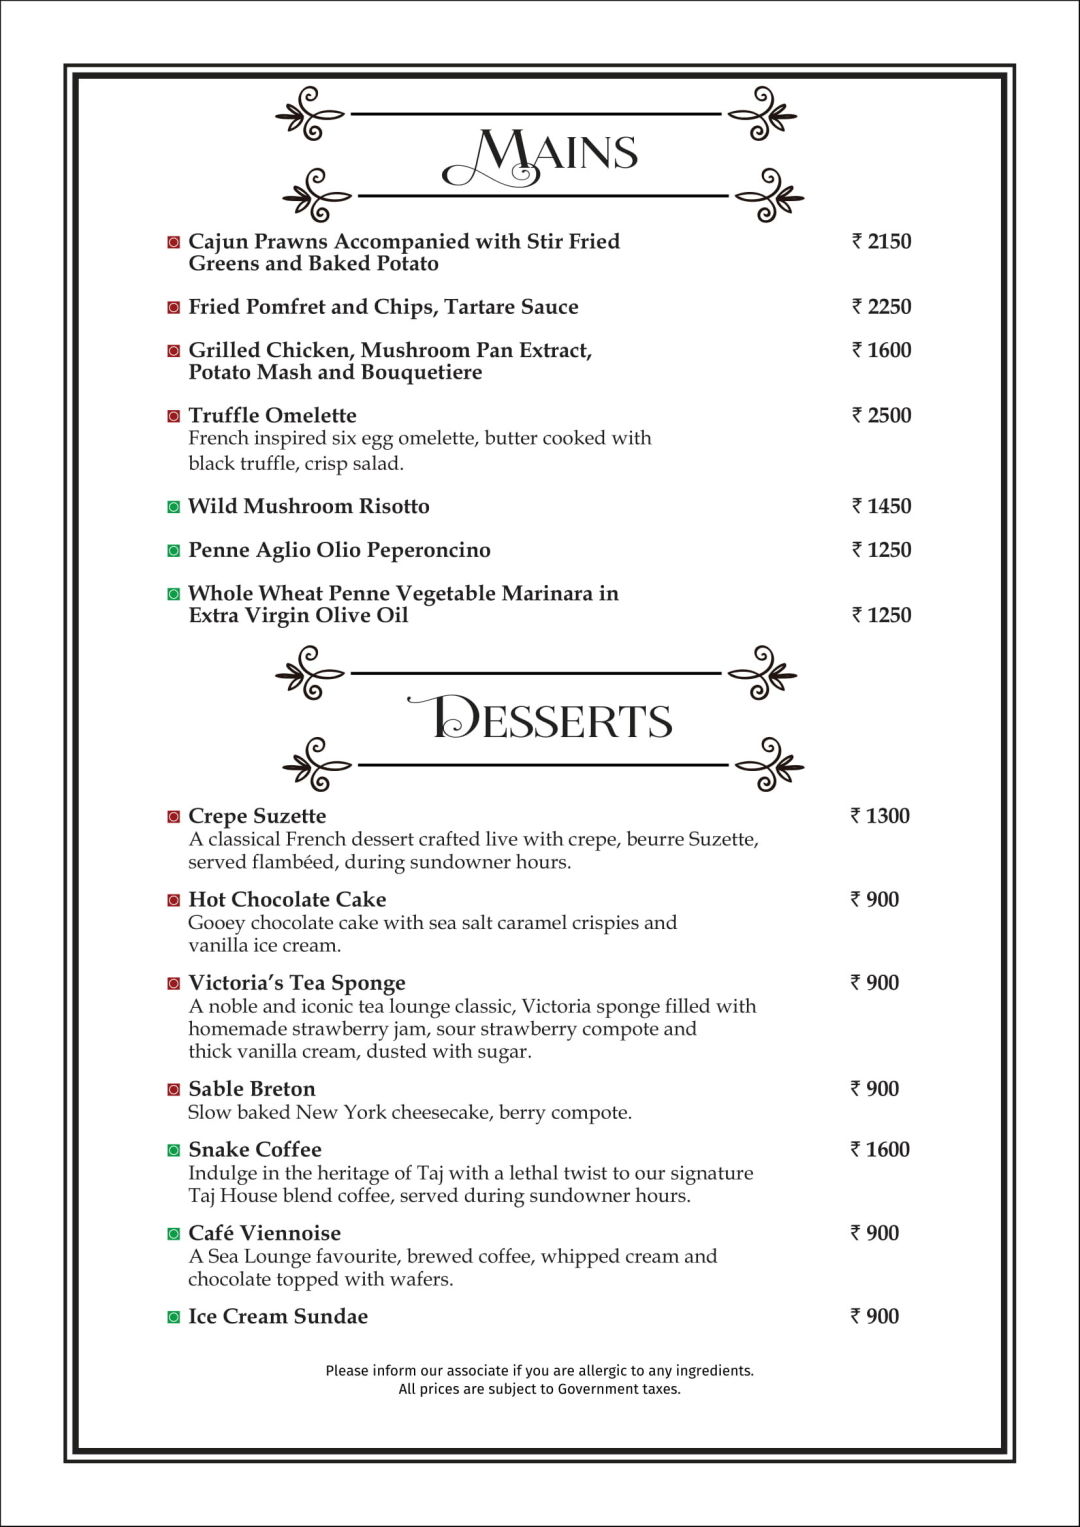 Mains
Cajun Prawns Accompanied with Stir Fried ₹ 2150
Greens and Baked Potato
Fried Pomfret and Chips, Tartare Sauce ₹ 2250
Grilled Chicken, Mushroom Pan Extract, ₹ 1600
Potato Mash and Bouquetiere
Truffle Omelette ₹ 2500
French inspired six egg omelette, butter cooked with
black truffle, crisp salad.
Wild Mushroom Risotto ₹ 1450
Penne Aglio Olio Peperoncino ₹ 1250
Whole Wheat Penne Vegetable Marinara in
Extra Virgin Olive Oil ₹ 1250
Desserts
Crepe Suzette ₹ 1300
A classical French dessert crafted live with crepe, beurre Suzette,
served flambéed, during sundowner hours.
Hot Chocolate Cake ₹ 900
Gooey chocolate cake with sea salt caramel crispies and
vanilla ice cream.
Victoria’s Tea Sponge ₹ 900
A noble and iconic tea lounge classic, Victoria sponge filled with
homemade strawberry jam, sour strawberry compote and
thick vanilla cream, dusted with sugar.
Sable Breton ₹ 900
Slow baked New York cheesecake, berry compote.
Snake Coffee ₹ 1600
Indulge in the heritage of Taj with a lethal twist to our signature
Taj House blend coffee, served during sundowner hours.
Café Viennoise ₹ 900
A Sea Lounge favourite, brewed coffee, whipped cream and
chocolate topped with wafers.
Ice Cream Sundae ₹ 900
Please inform our associate if you are allergic to any ingredients.
All prices are subject to Government taxes.